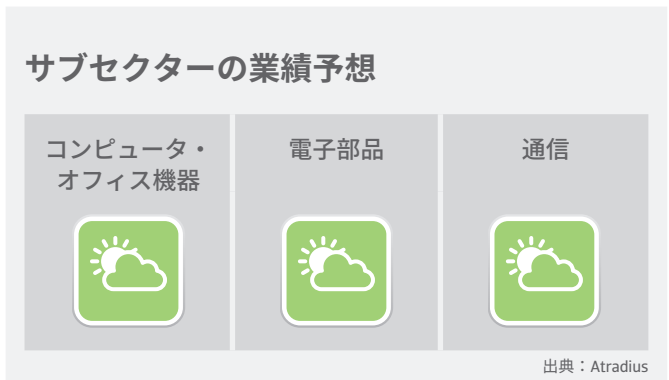 サブセクターの業績予想
コンピュータ・
オフィス機器
電子部品
通信
出典：Atradius